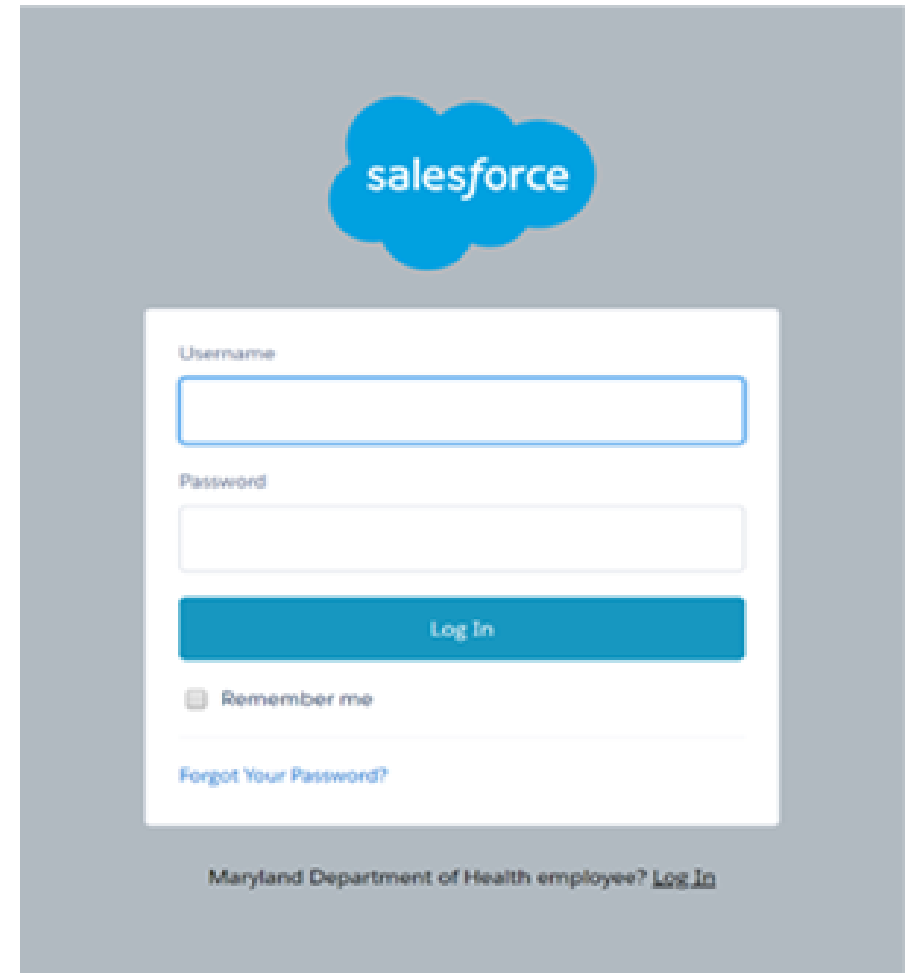 salesforce
Username
Password
Log In
Remember me
Forgot Your Password?
Maryland Department of Health employee? Log In